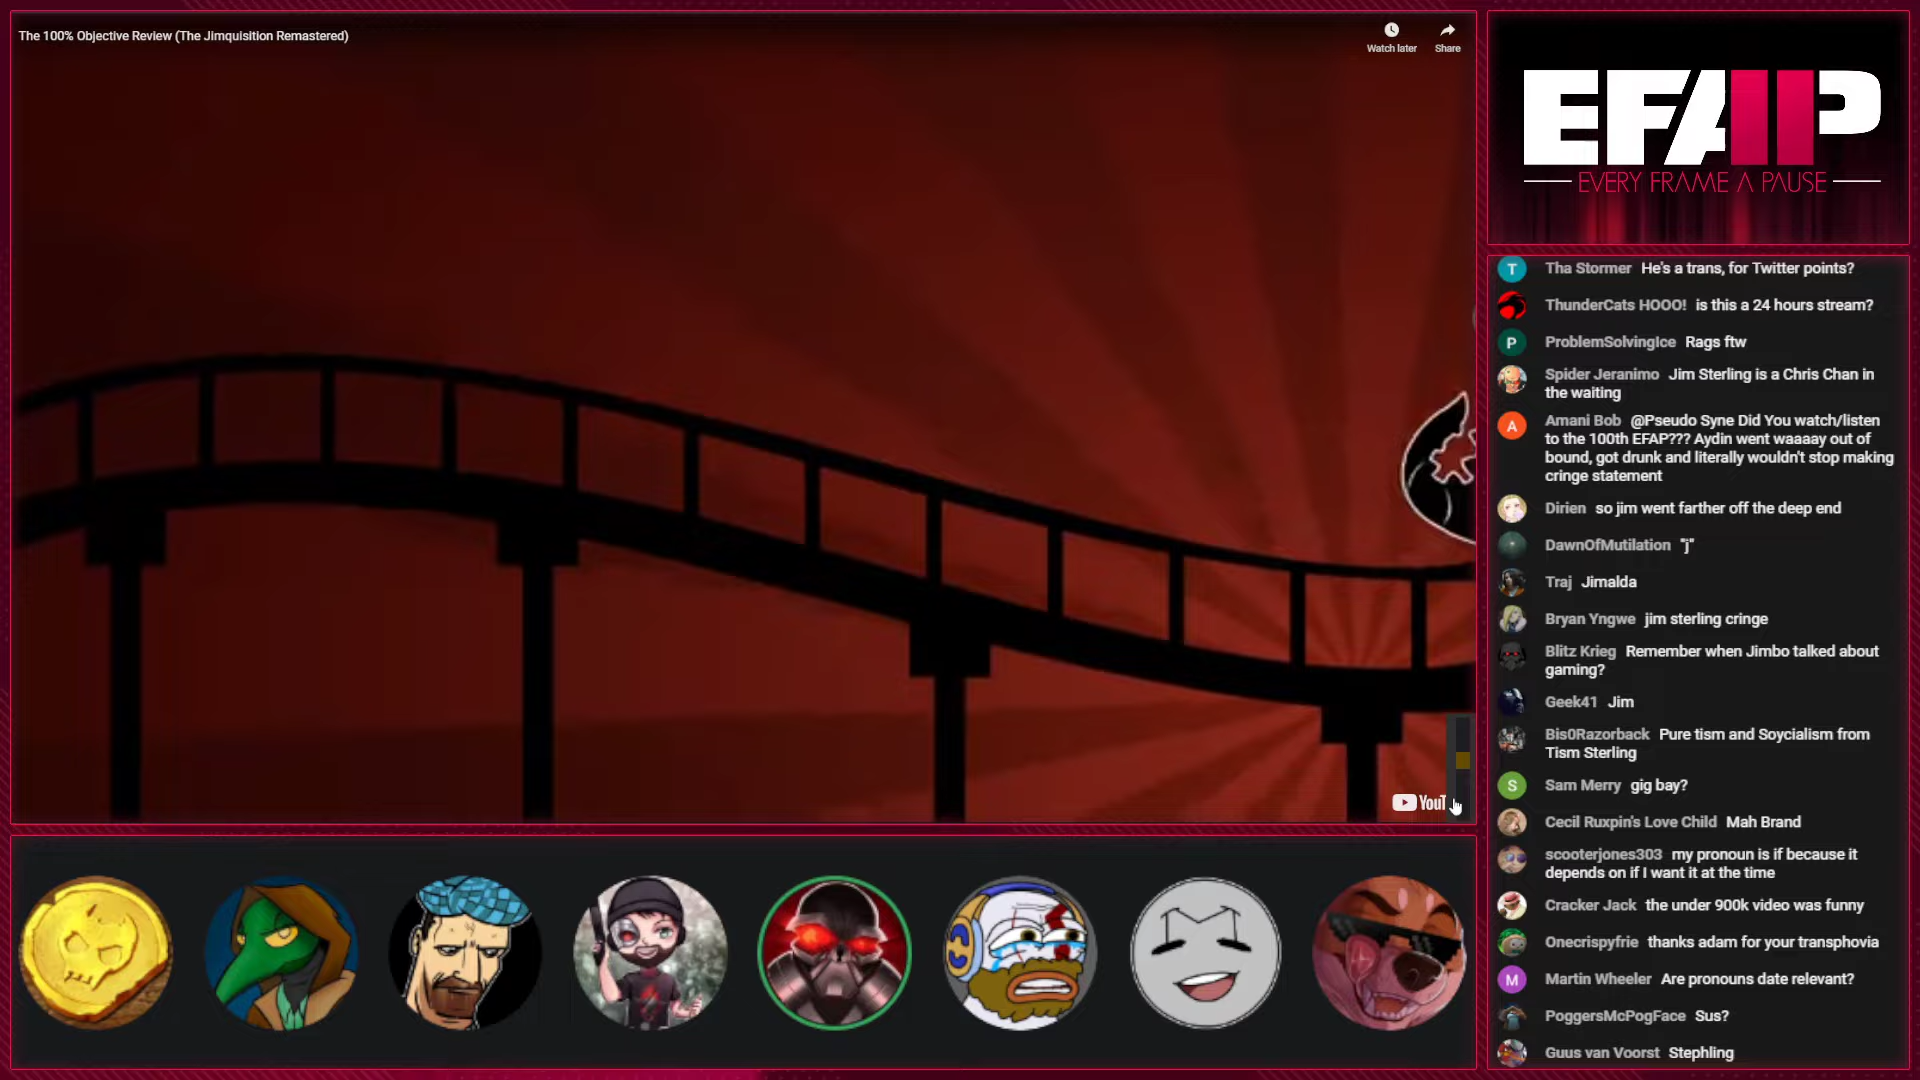 The 100% Objective Review (The Jimquisition Remastered)
Watch later
Share
YouT
EFAP
EVERY FRAME A PAUSE
T
Tha Stormer He's a trans, for Twitter points?
ThunderCats HOOO! is this a 24 hours stream?
P
ProblemSolvingIce Rags ftw
Spider Jeranimo Jim Sterling is a Chris Chan in
the waiting
A
Amani Bob @Pseudo Syne Did You watch/listen
to the 100th EFAP??? Aydin went waaaay out of
bound, got drunk and literally wouldn't stop making
cringe statement
Dirien so jim went farther off the deep end
DawnOfMutilation "j"
Traj Jimalda
Bryan Yngwe jim sterling cringe
Blitz Krieg Remember when Jimbo talked about
gaming?
Geek41 Jim
Bis0Razorback Pure tism and Soycialism from
Tism Sterling
S
Sam Merry gig bay?
Cecil Ruxpin's Love Child Mah Brand
scooterjones303 my pronoun is if because it
depends on if I want it at the time
Cracker Jack the under 900k video was funny
Onecrispyfrie thanks adam for your transphovia
M
Martin Wheeler Are pronouns date relevant?
PoggersMcPogFace Sus?
Guus van Voorst Stephling